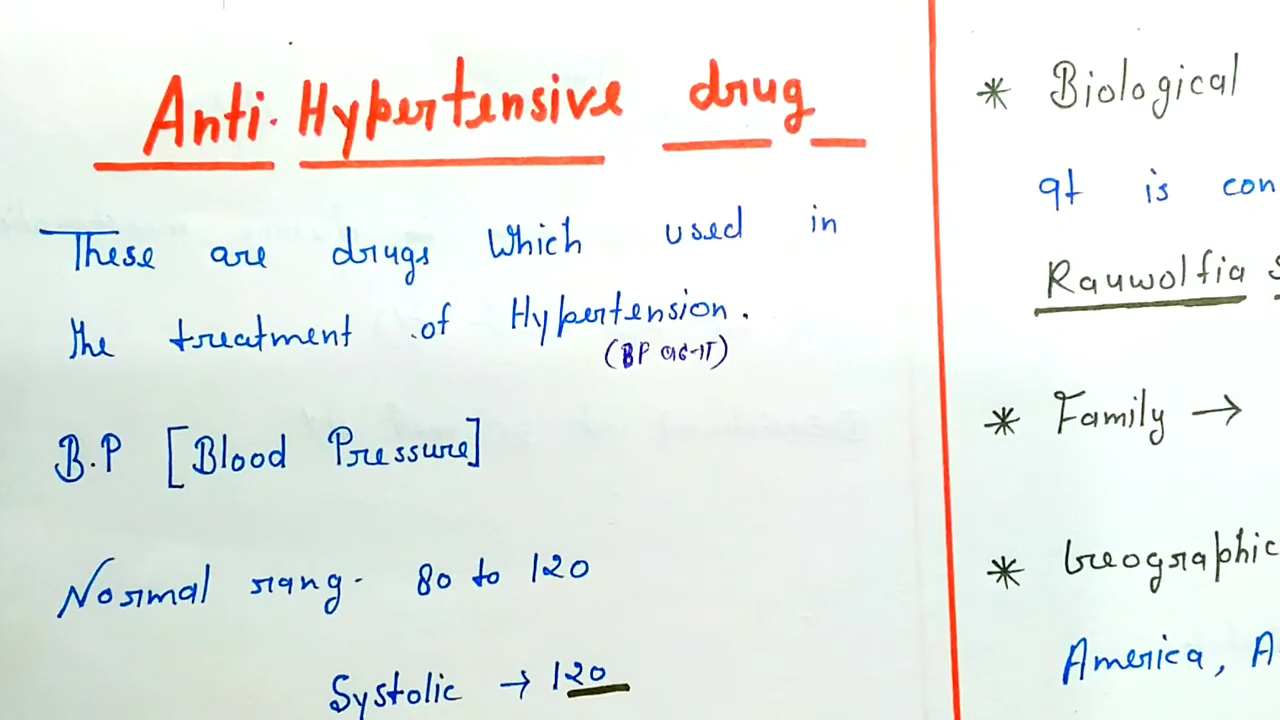 Anti-Hypertensive drug
These are drugs which used in
the treatment of Hypertension.
(BP
B.P [Blood Pressure]
Normal rang- 80 to 120
Systolic → 120
* Biological
It is con
Rauwolfia S
* Family →
* Geographic
America, A